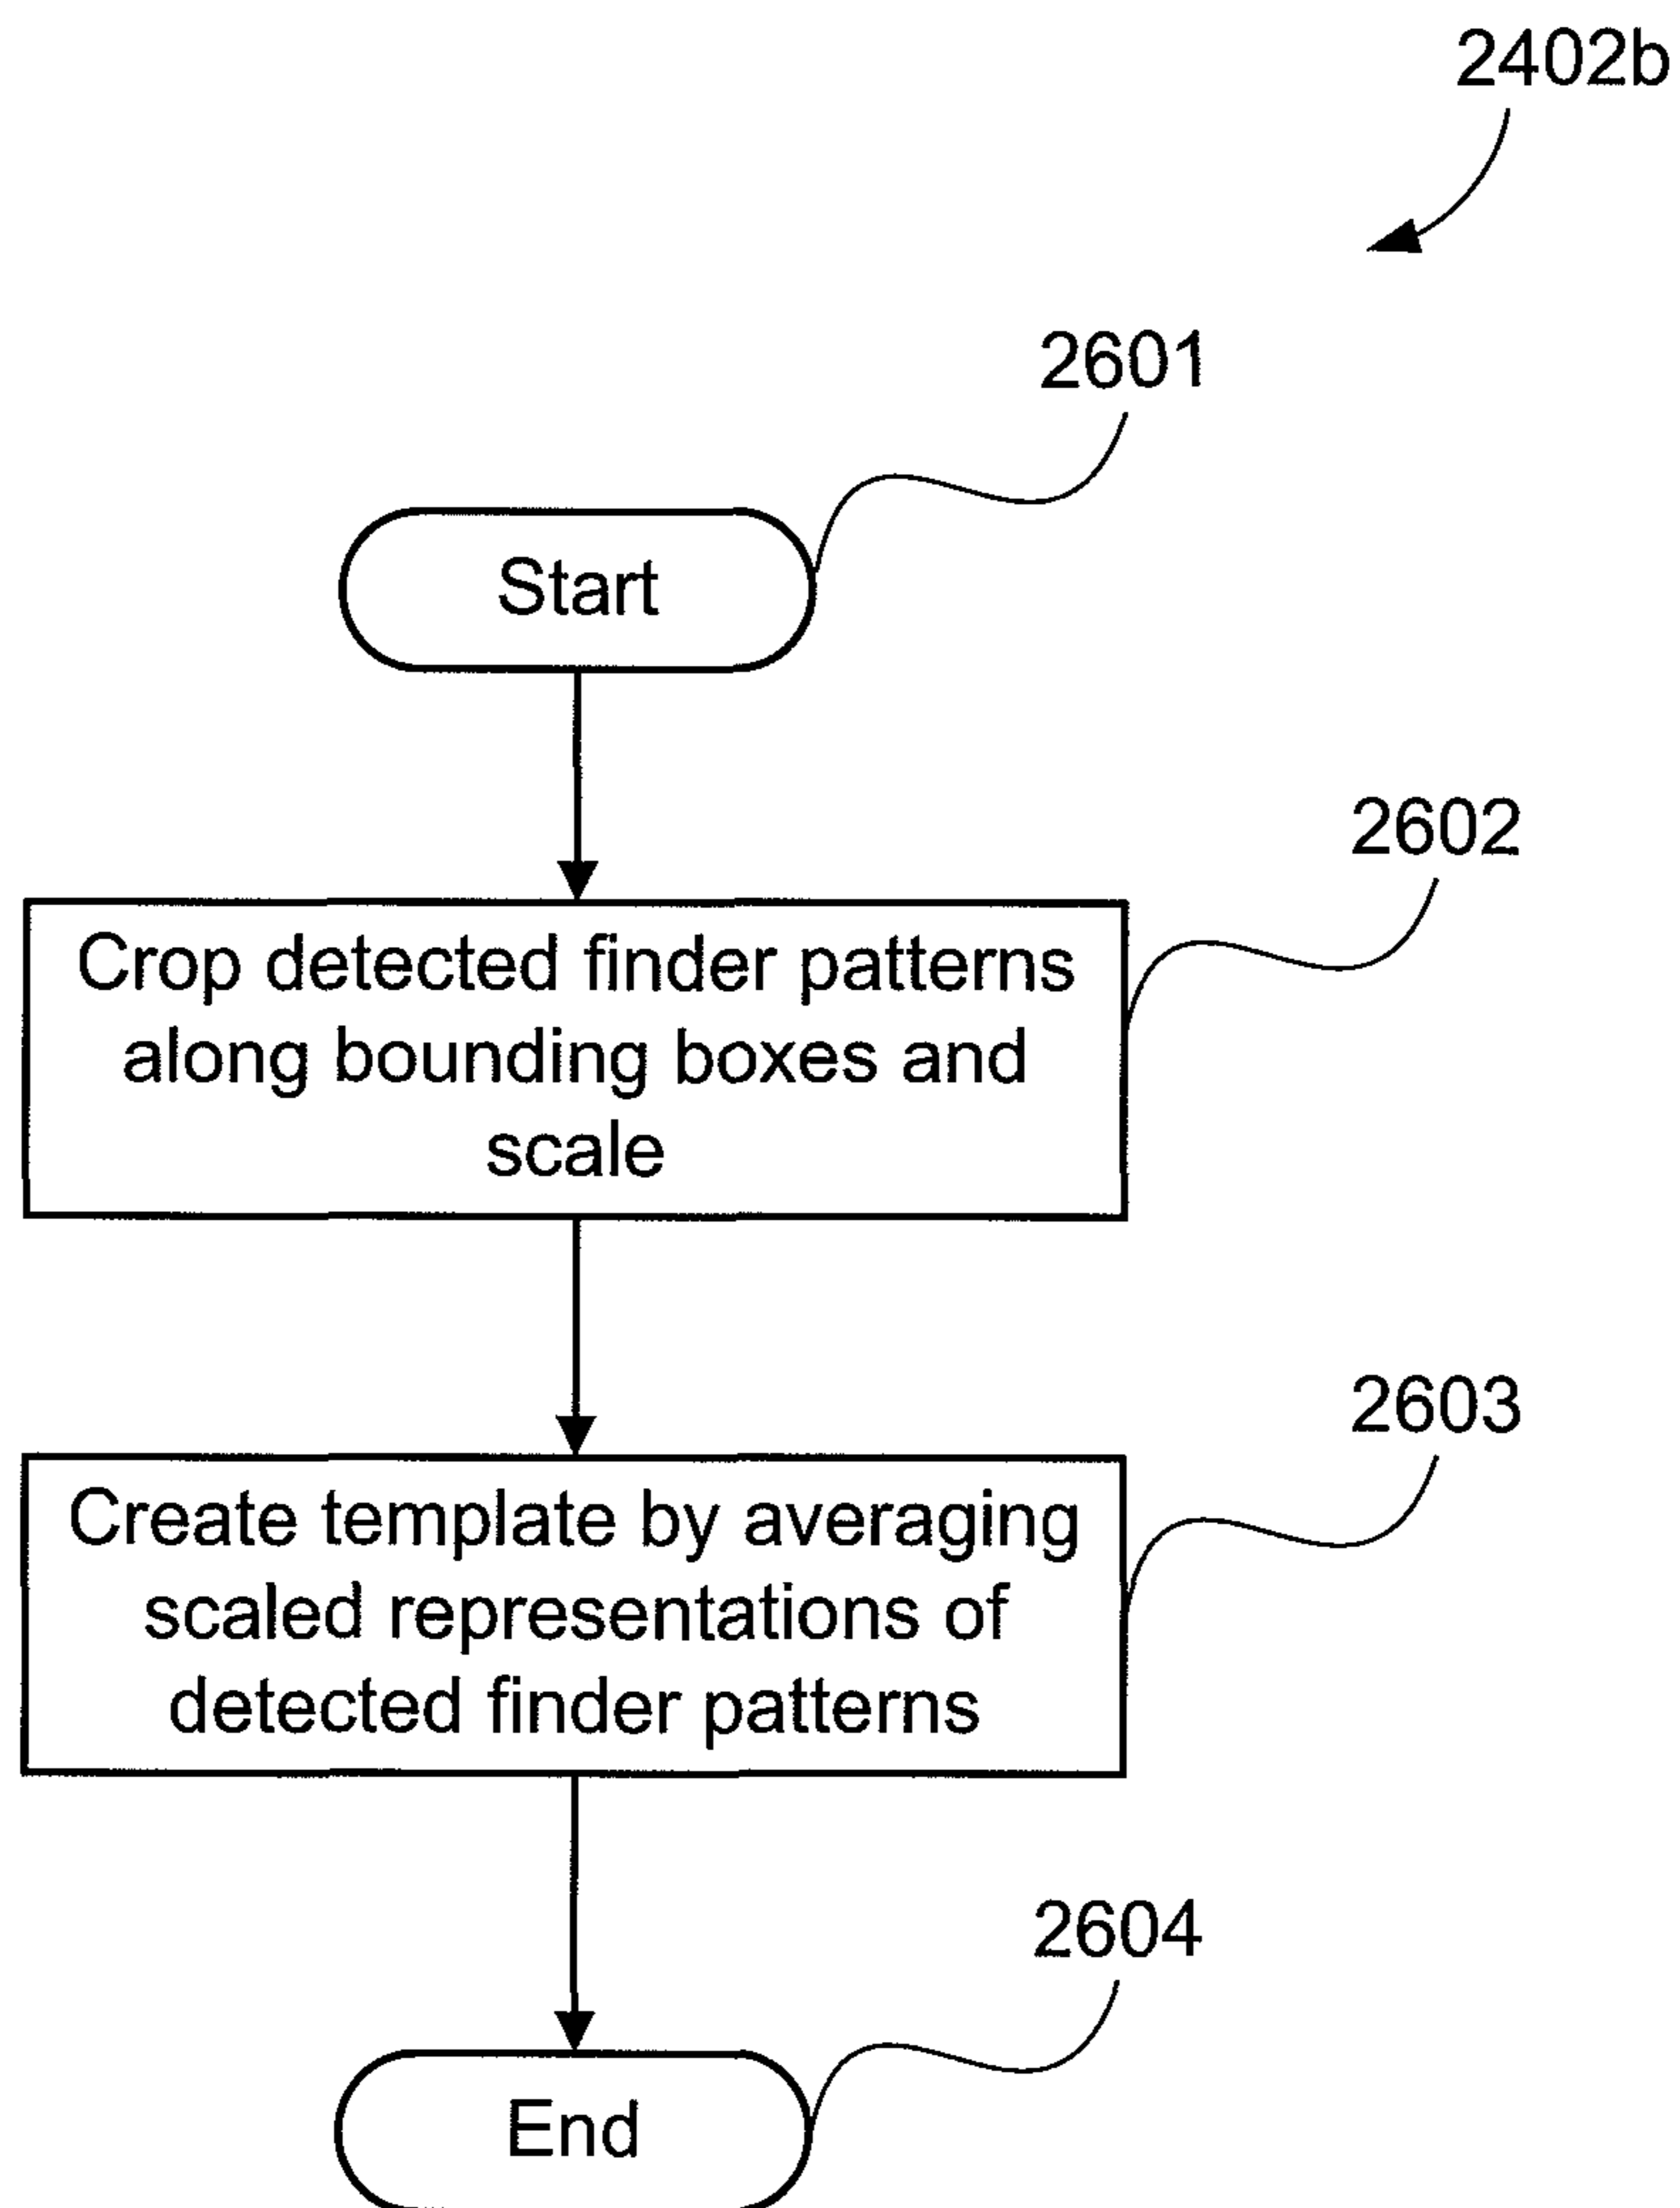 2402b
2601
Start
2602
Crop detected finder patterns
along bounding boxes and
scale
2603
Create template by averaging
scaled representations of
detected finder patterns
2604
End